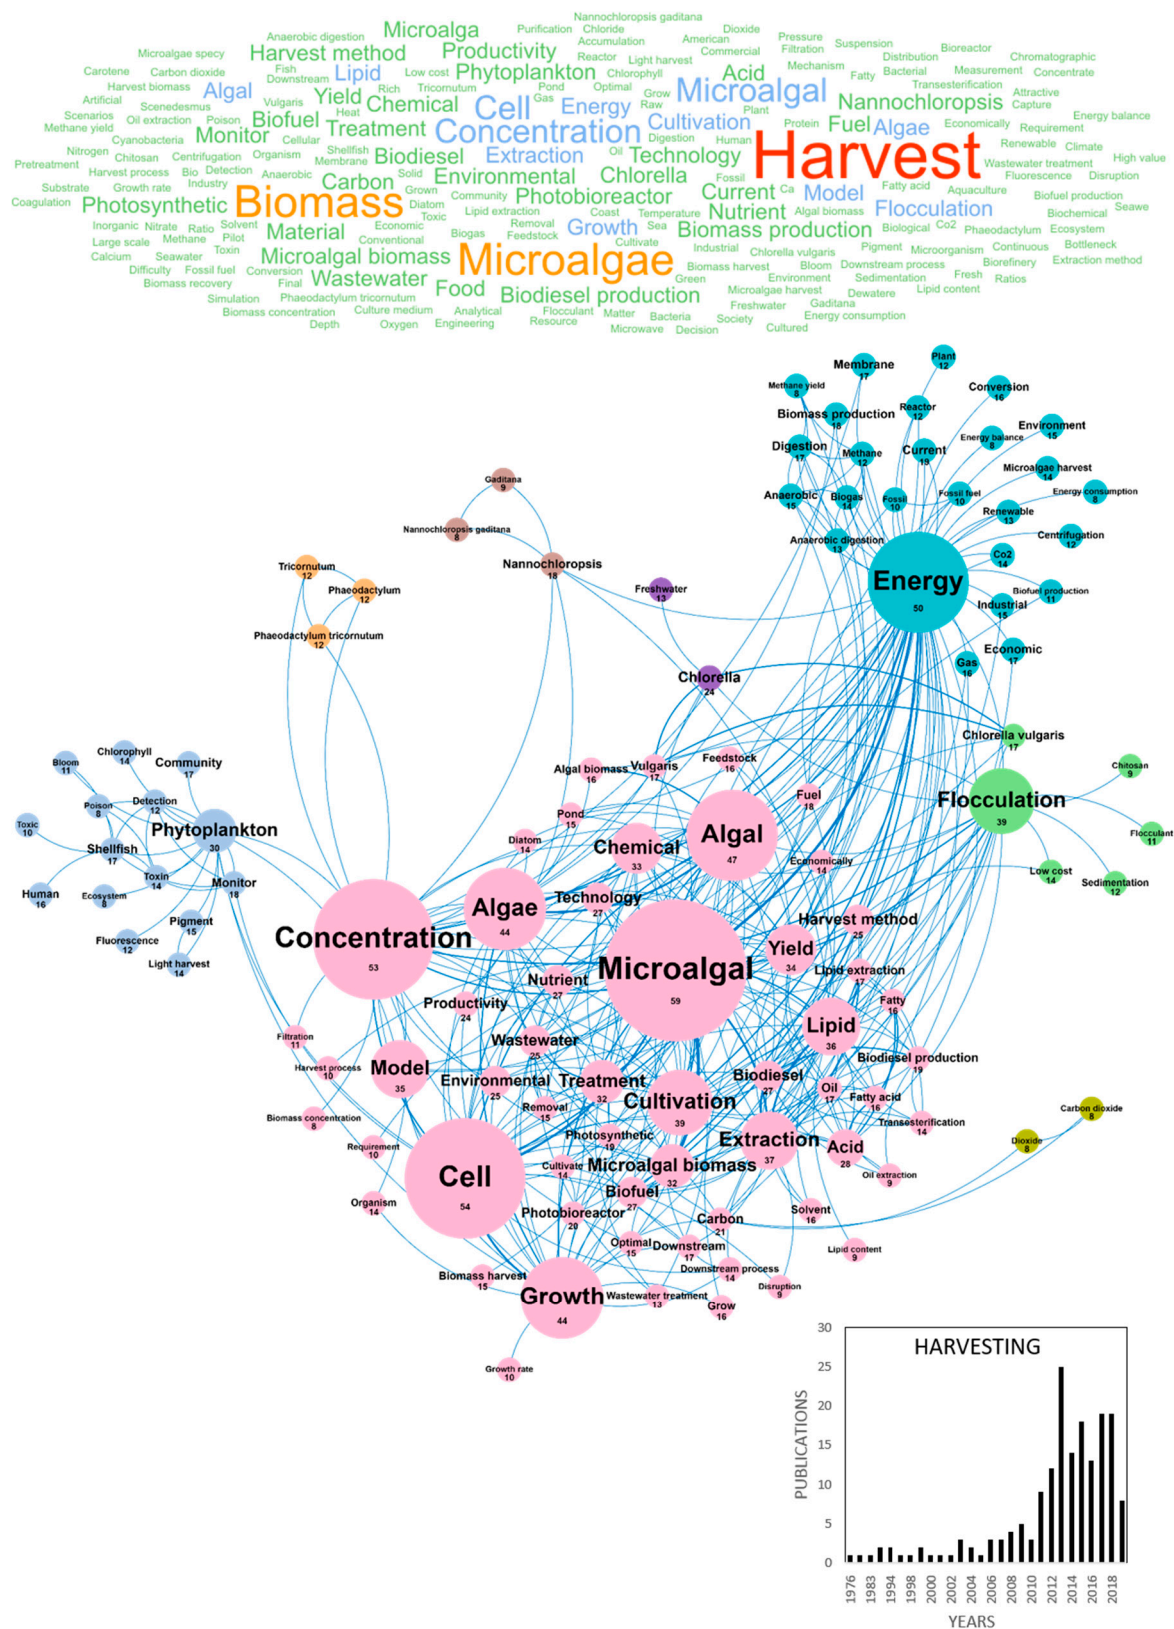 Nannochloropsis gaditana
Anaerobic digestion Microalga Purification Chloride Dioxide
Accumulation American Pressure Suspension
Microalgae specy Harvest method Productivity Reactor Light harvest Commercial Filtration Bioreactor
Mechanism Distribution Chromatographic
Carotene Carbon dioxide Fish Lipid Low cost Phytoplankton Chlorophyll Acid Fatty Bacterial Measurement Concentrate
Downstream Rich Tricornutum Pond Optimal Transesterification
Harvest biomass Algal Yield Chemical Cell Gas Energy Grow Raw Microalgal Nannochloropsis Attractive Capture
Artificial Scenedesmus Vulgaris Heat Plant
Scenarios Oil extraction Poison Biofuel Treatment Concentration Cultivation Protein Fuel Algae Economically Requirement Energy balance
Methane yield Cyanobacteria Monitor Cellular Digestion Human Renewable Climate
Nitrogen Chitosan Centrifugation Organism Shellfish Biodiesel Extraction Oil Technology Harvest Wastewater treatment High value
Pretreatment Harvest process Bio Detection Anaerobic Membrane Solid Environmental Chlorella Fossil Fluorescence Disruption
Substrate Growth rate Industry Carbon Grown Community Photobioreactor Current Ca Model Fatty acid Aquaculture Biofuel production
Coagulation Photosynthetic Biomass Diatom Toxic Lipid extraction Coast Temperature Nutrient Algal biomass Flocculation Biochemical Seawe
Inorganic Nitrate Ratio Solvent Material Economic Removal Growth Sea Biomass production Biological Co2 Phaeodactylum Ecosystem
Large scale Methane Pilot Conventional Biogas Feedstock Cultivate Industrial Chlorella vulgaris Pigment Microorganism Continuous Bottleneck
Calcium Seawater Toxin Microalgal biomass Microalgae Biomass harvest Bloom Downstream process Biorefinery Extraction method
Difficulty Fossil fuel Conversion Wastewater Food Green Environment Sedimentation Fresh Ratios
Biomass recovery Final Biodiesel production Microalgae harvest Dewatere Lipid content
Simulation Phaeodactylum tricornutum Freshwater Gaditana
Biomass concentration Culture medium Analytical Flocculant Matter Bacteria Society Energy consumption
Depth Oxygen Engineering Resource Microwave Decision Cultured
Plant
12
Membrane
17
Methane yield
8
Conversion
16
Reactor
12
Biomass production
18
Environment
15
Energy balance
8
Digestion
17
Methane
12
Current
19
Microalgae harvest
14
Gaditana
9
Anaerobic
15
Biogas
14
Fossil
10
Fossil fuel
10
Energy consumption
8
Renewable
13
Nannochloropsis gaditana
8
Anaerobic digestion
13
Centrifugation
12
Co2
14
Nannochloropsis
18
Tricornutum
12
Energy
50
Freshwater
13
Phaeodactylum
12
Biofuel production
11
Industrial
15
Phaeodactylum tricornutum
12
Economic
17
Gas
16
Chlorella
24
Chlorella vulgaris
17
Chlorophyll
14
Bloom
11
Community
17
Feedstock
16
Algal biomass
16
Vulgaris
17
Chitosan
9
Poison
8
Detection
12
Fuel
18
Flocculation
39
Pond
15
Toxic
10
Phytoplankton
30
Algal
47
Flocculant
11
Diatom
14
Chemical
33
Shellfish
17
Economically
14
Low cost
14
Toxin
14
Monitor
18
Sedimentation
12
Human
16
Ecosystem
8
Technology
27
Algae
44
Pigment
15
Harvest method
25
Fluorescence
12
Concentration
53
Yield
34
Light harvest
14
Microalgal
59
Lipid extraction
17
Nutrient
27
Productivity
24
Fatty
16
Lipid
36
Filtration
11
Wastewater
25
Biodiesel production
19
Harvest process
10
Model
35
Environmental
25
Treatment
32
Biodiesel
27
Oil
17
Fatty acid
16
Removal
15
Cultivation
39
Carbon dioxide
8
Biomass concentration
8
Transesterification
14
Photosynthetic
19
Extraction
37
Dioxide
8
Requirement
10
Acid
28
Cell
54
Cultivate
14
Microalgal biomass
32
Oil extraction
9
Biofuel
27
Organism
14
Photobioreactor
20
Solvent
16
Carbon
21
Optimal
15
Downstream
17
Lipid content
9
Biomass harvest
15
Downstream process
14
Disruption
9
Growth
44
Wastewater treatment
13
Grow
16
Growth rate
10
HARVESTING
PUBLICATIONS
30
25
20
15
10
5
0
1976 1983 1994 1998 2000 2002 2004 2006 2008 2010 2012 2014 2016 2018
YEARS